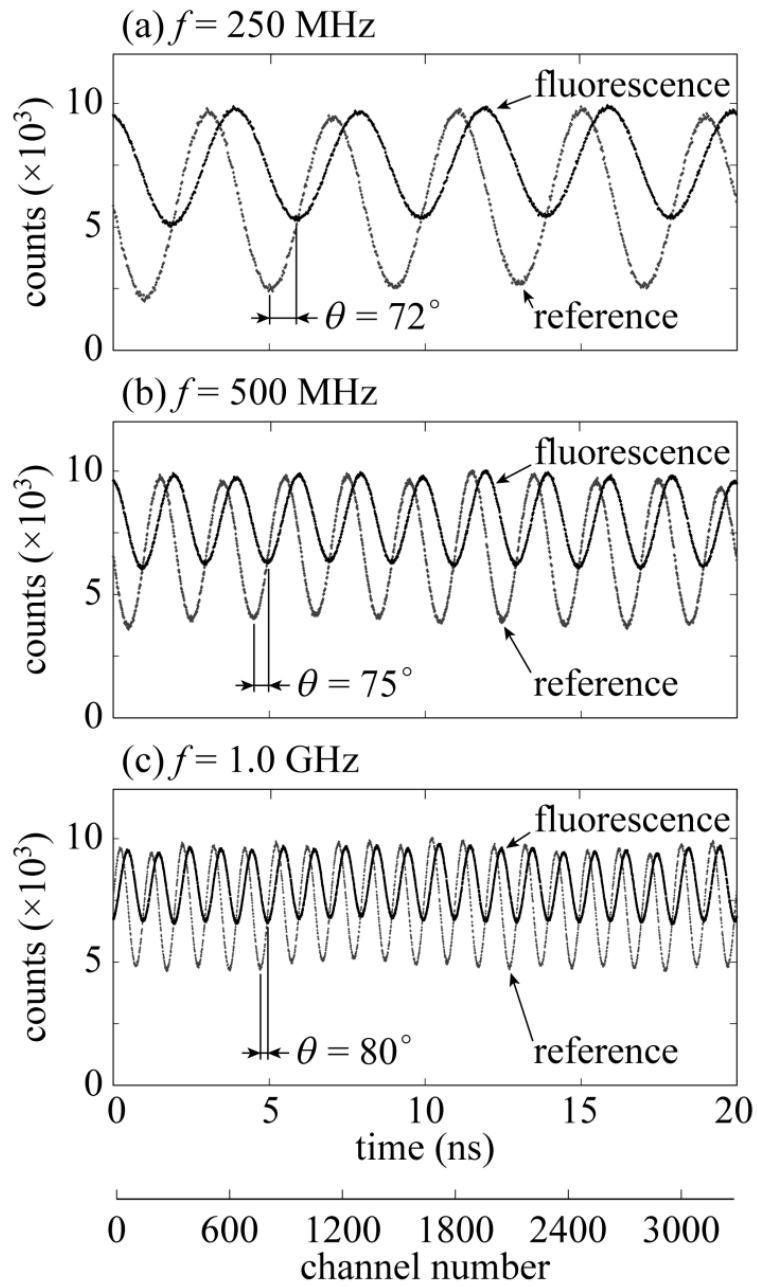 (a) f = 250 MHz
fluorescence
10
5
0
counts (×10³)
θ = 72°
reference
(b) f = 500 MHz
fluorescence
10
5
0
counts (×10³)
θ = 75°
reference
(c) f = 1.0 GHz
fluorescence
10
5
0
counts (×10³)
θ = 80°
reference
0 5 10 15 20
time (ns)
0 600 1200 1800 2400 3000
channel number